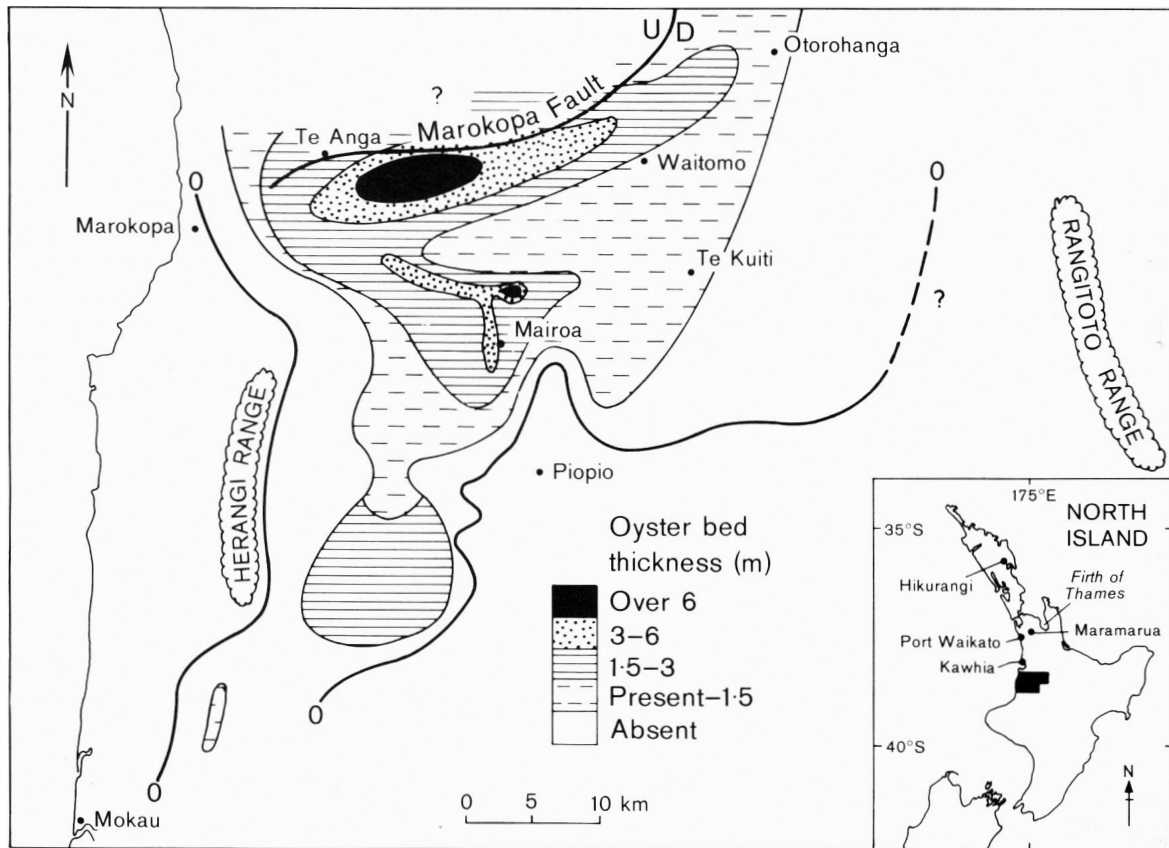 N
U D
Otorohanga
?
Marokopa Fault
Te Anga
Waitomo
0
0
Marokopa
Te Kuiti
?
Mairoa
HERANGI RANGE
RANGITOTO RANGE
Piopio
0
0
Mokau
Oyster bed
thickness (m)
Over 6
3–6
1·5–3
Present–1·5
Absent
0 5 10 km
175°E
NORTH
ISLAND
35°S
Hikurangi
Firth of
Thames
Port Waikato
Maramarua
Kawhia
40°S
N